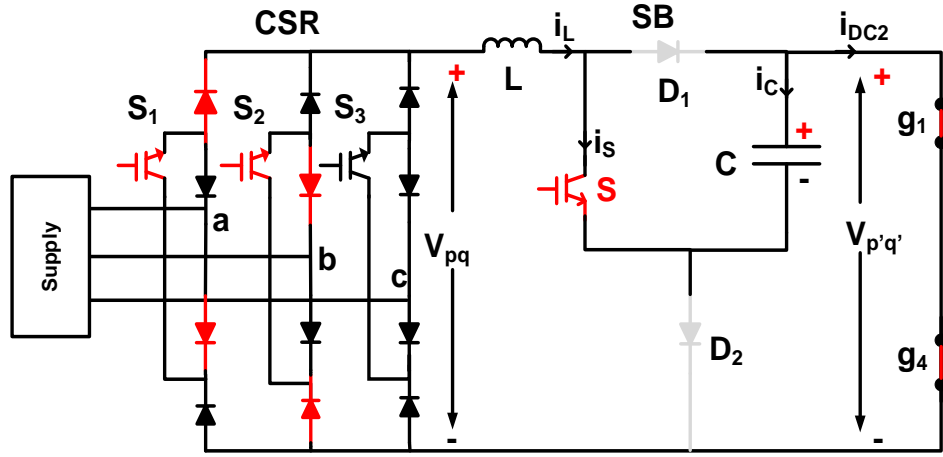 CSR
SB
i_L
i_DC2
L
D_1
i_C
+
+
S_1
S_2
S_3
g_1
i_S
+
C
-
S
Supply
a
b
c
V_pq
V_p'q'
D_2
g_4
-
-